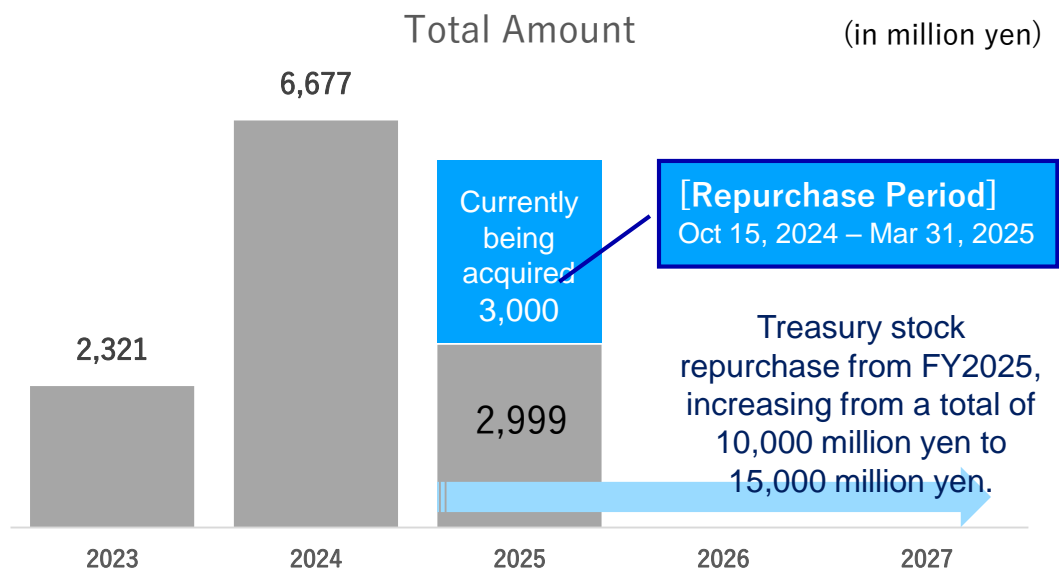 Total Amount
(in million yen)
6,677
2,321
Currently
being
acquired
3,000
2,999
[Repurchase Period]
Oct 15, 2024 – Mar 31, 2025
Treasury stock
repurchase from FY2025,
increasing from a total of
10,000 million yen to
15,000 million yen.
2023
2024
2025
2026
2027